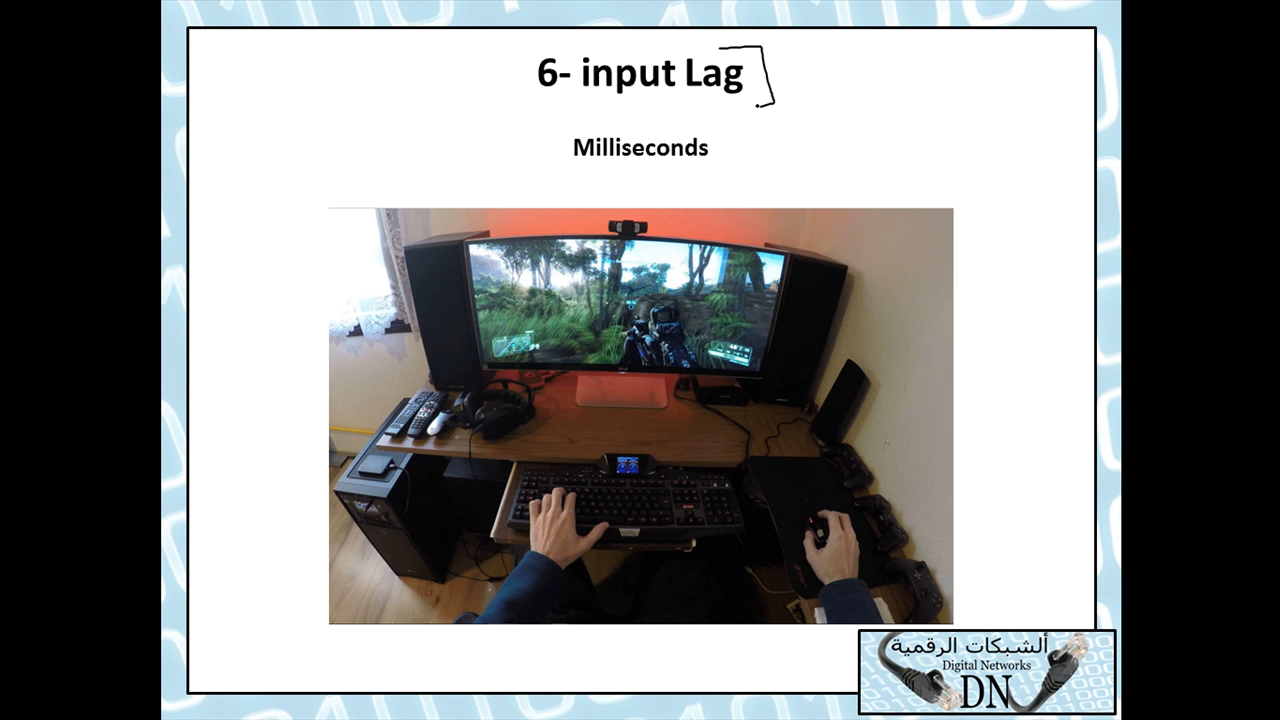 6- input Lag
Milliseconds
ألشبكات الرقمية
Digital Networks
DN